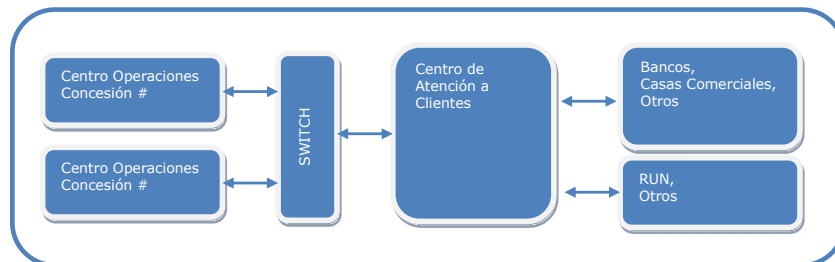 Centro Operaciones
Concesión #
Centro Operaciones
Concesión #
SWITCH
Centro de
Atención a
Clientes
Bancos,
Casas Comerciales,
Otros
RUN,
Otros